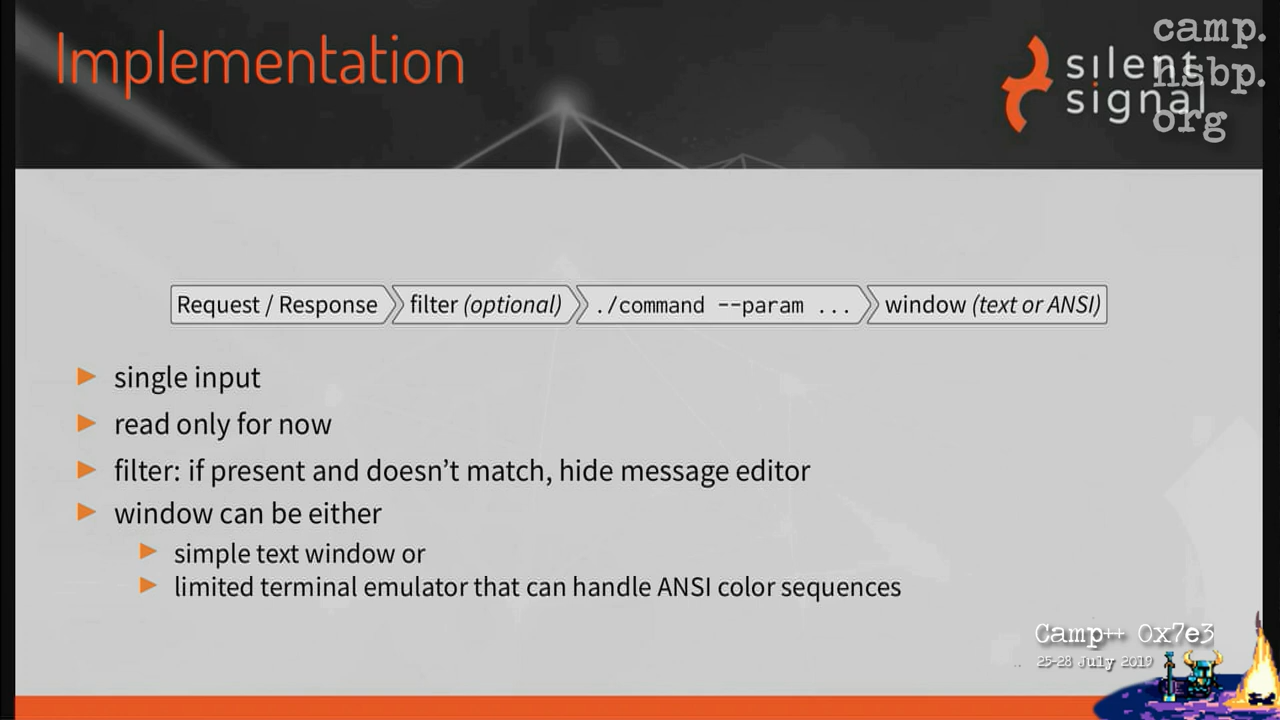 Implementation
silent
signal
camp.
hsbp.
org
Request / Response filter (optional) ./command --param ... window (text or ANSI)
single input
read only for now
filter: if present and doesn’t match, hide message editor
window can be either
simple text window or
limited terminal emulator that can handle ANSI color sequences
Camp++ 0x7e3
25-28 July 2019